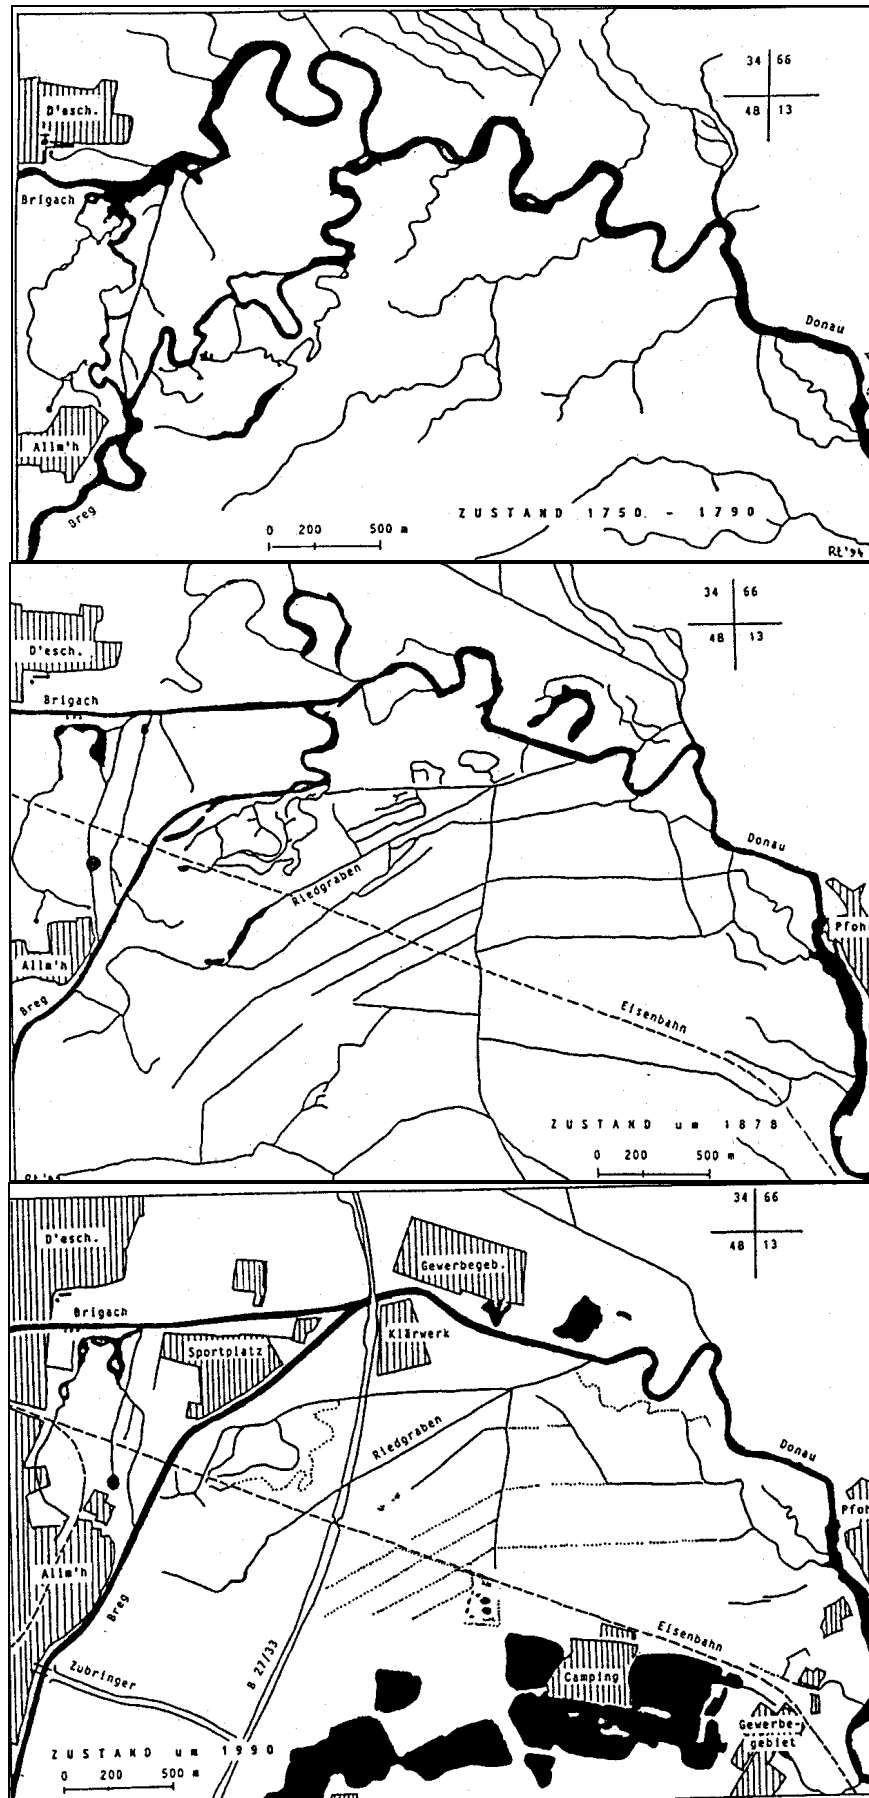 34 66
48 13
D'esch.
Brigach
Donau
Allm'h
Breg
ZUSTAND 1750 - 1790
0 200 500 m
Rt'94
34 66
48 13
D'esch.
Brigach
Donau
Riedgraben
Pfoh
Allm'h
Breg
Eisenbahn
ZUSTAND um 1878
0 200 500 m
34 66
48 13
D'esch.
Gewerbegeb.
Brigach
Klärwerk
Sportplatz
Riedgraben
Donau
Pfoh
Allm'h
Breg
Eisenbahn
Zubringer
B 27/33
Camping
Gewerbe-
gebiet
ZUSTAND um 1990
0 200 500 m